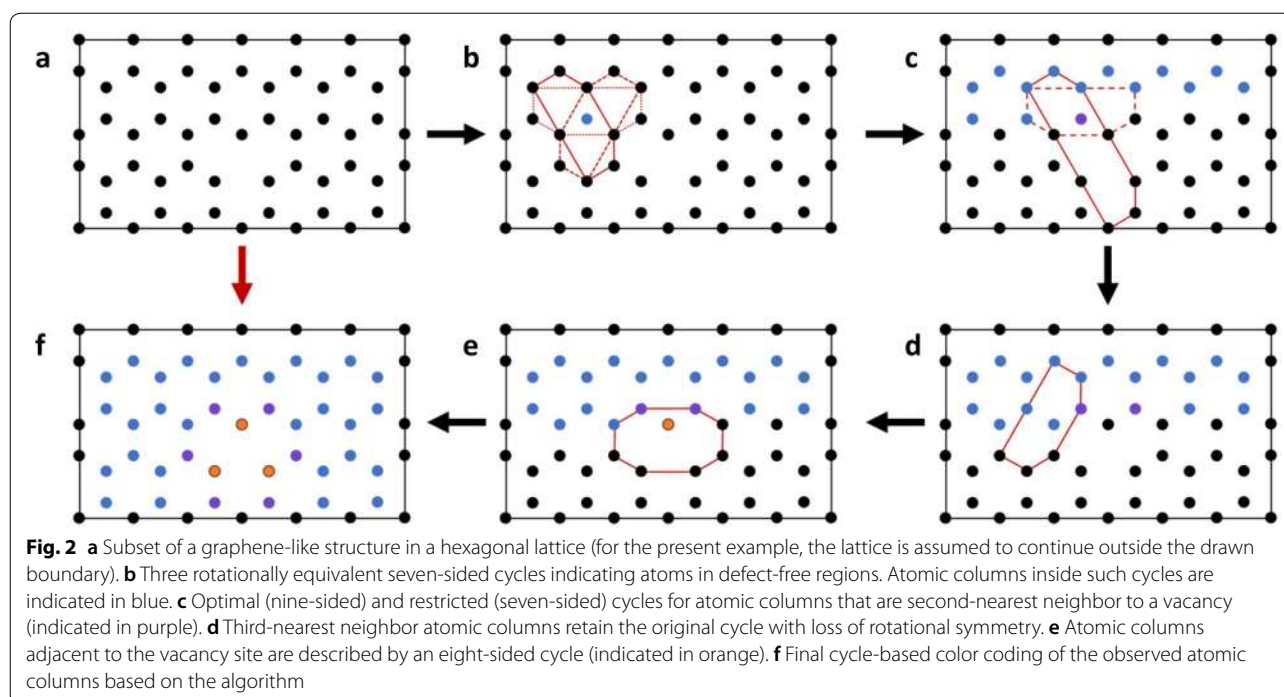 a
b
c
f
e
d
Fig. 2 a Subset of a graphene-like structure in a hexagonal lattice (for the present example, the lattice is assumed to continue outside the drawn
boundary). b Three rotationally equivalent seven-sided cycles indicating atoms in defect-free regions. Atomic columns inside such cycles are
indicated in blue. c Optimal (nine-sided) and restricted (seven-sided) cycles for atomic columns that are second-nearest neighbor to a vacancy
(indicated in purple). d Third-nearest neighbor atomic columns retain the original cycle with loss of rotational symmetry. e Atomic columns
adjacent to the vacancy site are described by an eight-sided cycle (indicated in orange). f Final cycle-based color coding of the observed atomic
columns based on the algorithm